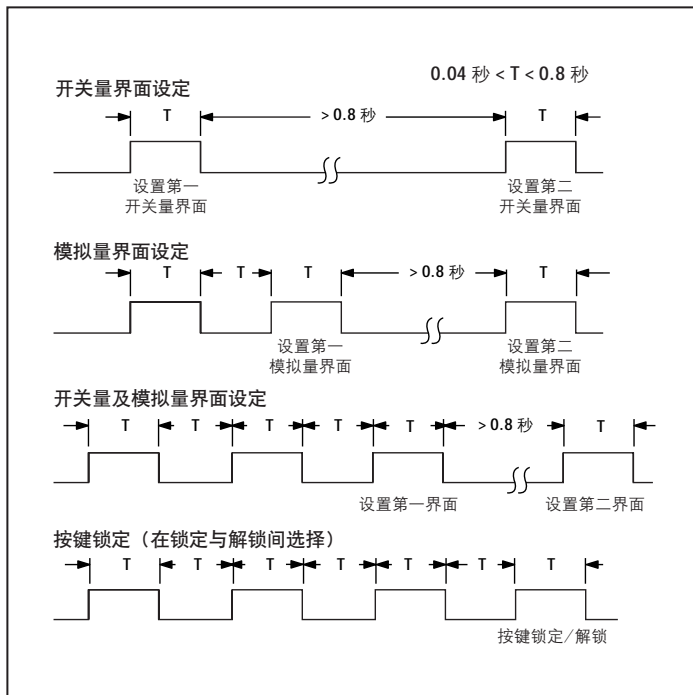 0.04 秒 < T < 0.8 秒
开关量界面设定
T > 0.8 秒 T
设置第一 设置第二
开关量界面 开关量界面
模拟量界面设定
T T T > 0.8 秒 T
设置第一 设置第二
模拟量界面 模拟量界面
开关量及模拟量界面设定
T T T T T > 0.8 秒 T
设置第一界面 设置第二界面
按键锁定（在锁定与解锁间选择）
T T T T T T T
按键锁定/解锁